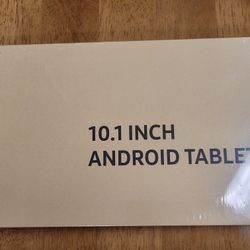 10.1 INCH
ANDROID TABLET